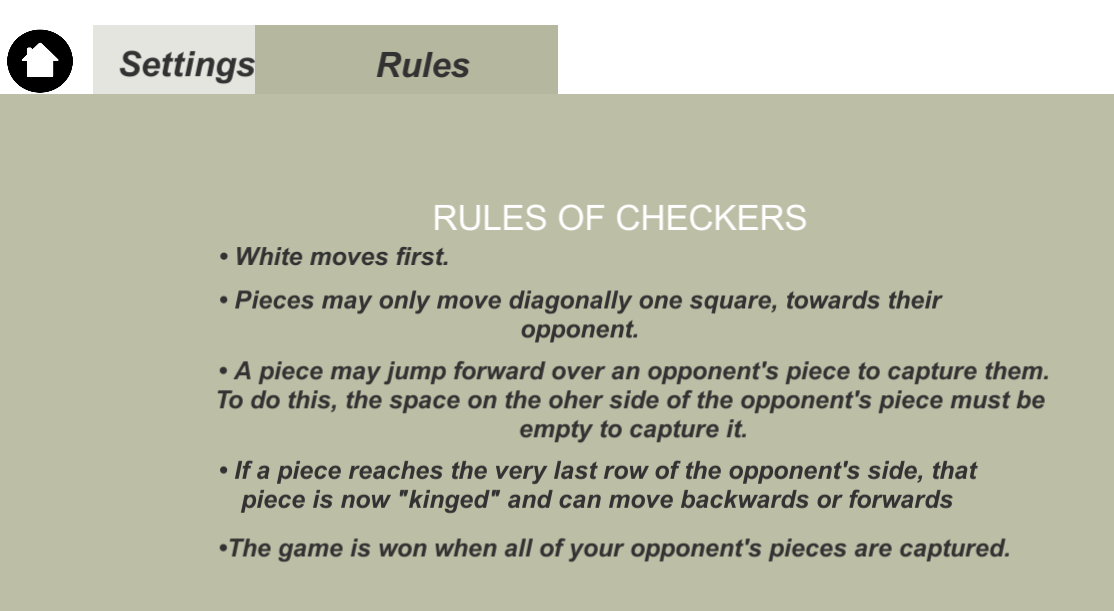 Settings
Rules
RULES OF CHECKERS
• White moves first.
• Pieces may only move diagonally one square, towards their
opponent.
• A piece may jump forward over an opponent's piece to capture them.
To do this, the space on the oher side of the opponent's piece must be
empty to capture it.
• If a piece reaches the very last row of the opponent's side, that
piece is now "kinged" and can move backwards or forwards
•The game is won when all of your opponent's pieces are captured.